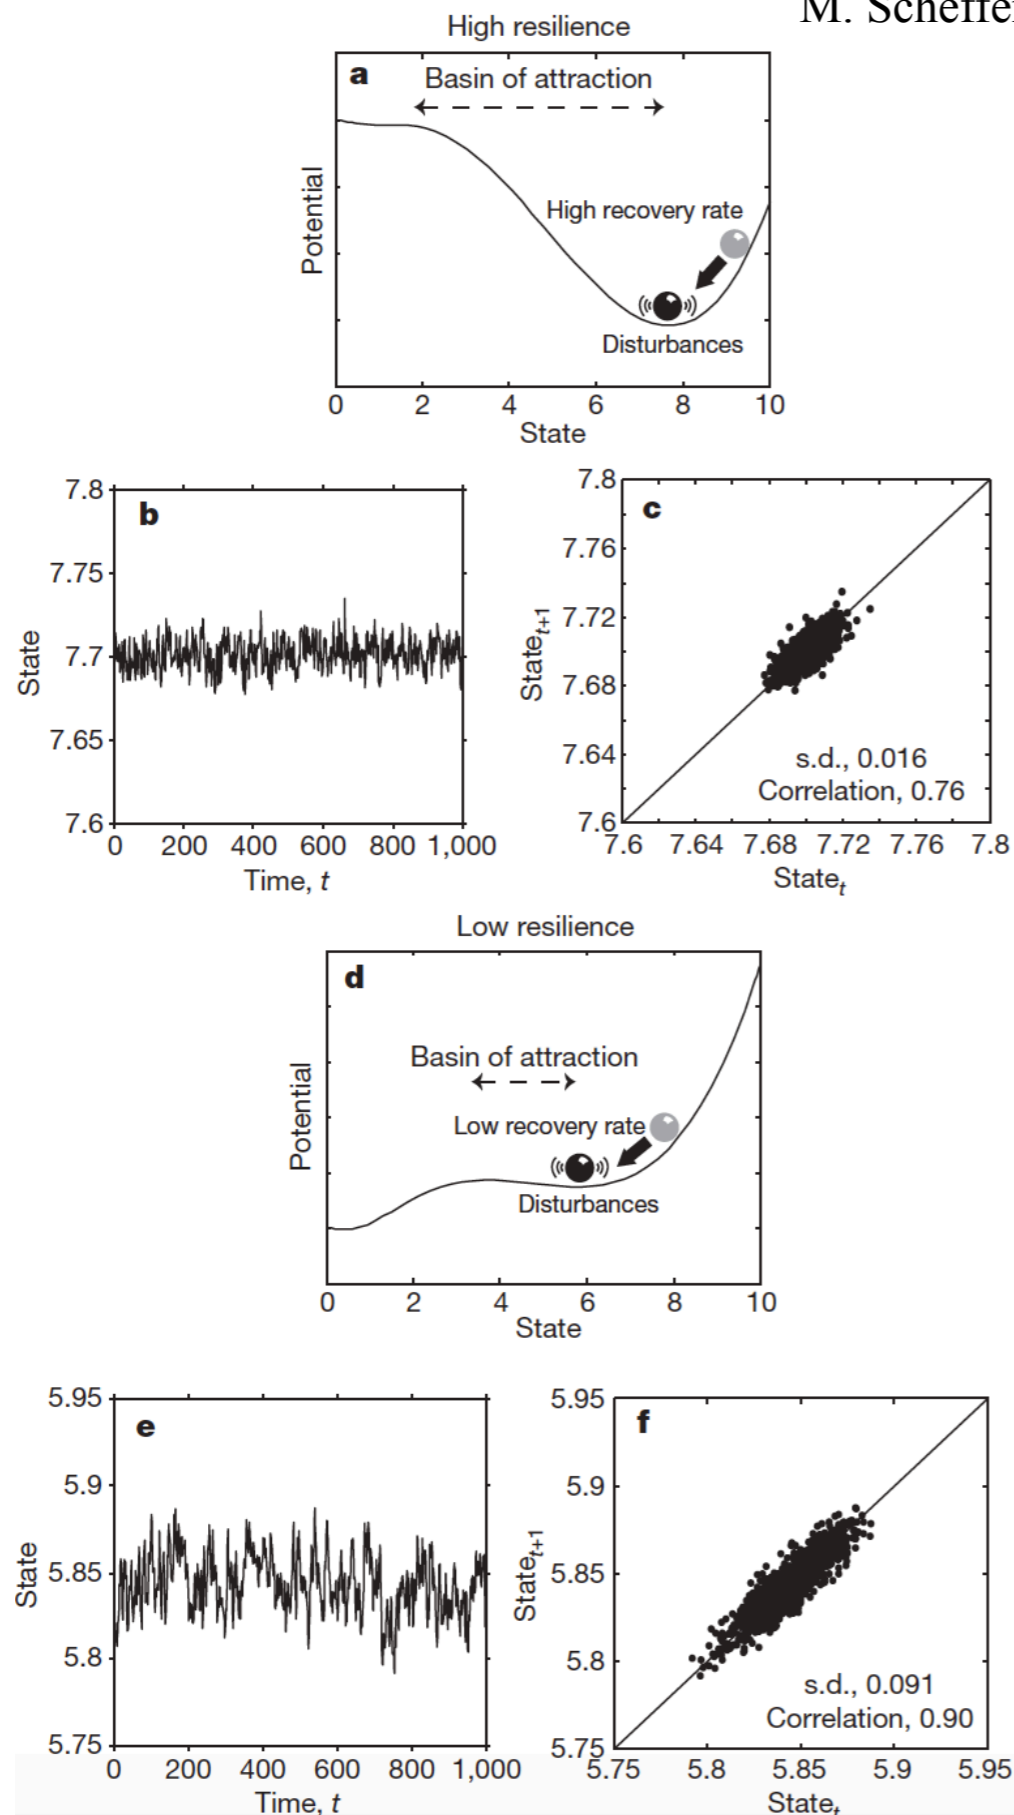 M. Scheffer
High resilience
a
Basin of attraction
High recovery rate
Disturbances
Potential
0 2 4 6 8 10
State
b
7.8
7.75
7.7
7.65
7.6
State
0 200 400 600 800 1,000
Time, t
c
7.8
7.76
7.72
7.68
7.64
7.6
State t+1
s.d., 0.016
Correlation, 0.76
7.6 7.64 7.68 7.72 7.76 7.8
State t
Low resilience
d
Basin of attraction
Low recovery rate
Disturbances
Potential
0 2 4 6 8 10
State
e
5.95
5.9
5.85
5.8
5.75
State
0 200 400 600 800 1,000
Time, t
f
5.95
5.9
5.85
5.8
5.75
State t+1
s.d., 0.091
Correlation, 0.90
5.75 5.8 5.85 5.9 5.95
State t